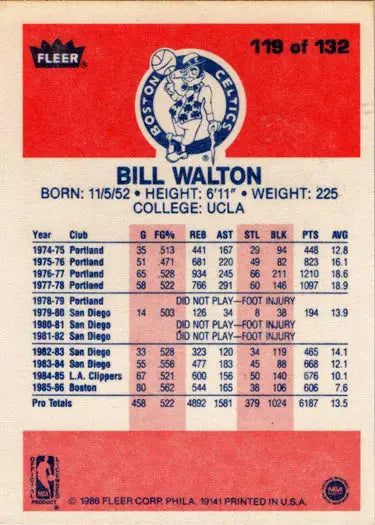 FLEER
119 of 132
BOSTON CELTICS
BILL WALTON
BORN: 11/5/52 • HEIGHT: 6'11" • WEIGHT: 225
COLLEGE: UCLA
Year Club G FG% REB AST STL BLK PTS AVG
1974-75 Portland 35 .513 441 167 29 94 448 12.8
1975-76 Portland 51 .471 681 220 49 82 823 16.1
1976-77 Portland 65 .528 934 245 66 211 1210 18.6
1977-78 Portland 58 .522 766 291 60 146 1097 18.9
1978-79 Portland DID NOT PLAY—FOOT INJURY
1979-80 San Diego 14 .503 126 34 8 38 194 13.9
1980-81 San Diego DID NOT PLAY—FOOT INJURY
1981-82 San Diego DID NOT PLAY—FOOT INJURY
1982-83 San Diego 33 .528 323 120 34 119 465 14.1
1983-84 San Diego 55 .556 477 183 45 88 668 12.1
1984-85 L.A. Clippers 67 .521 600 156 50 140 676 10.1
1985-86 Boston 80 .562 544 165 38 106 606 7.6
Pro Totals 458 .522 4892 1581 379 1024 6187 13.5
OFFICIAL NBA LICENSED
PRODUCT
NBA
© 1986 FLEER CORP. PHILA. 19141 PRINTED IN U.S.A.